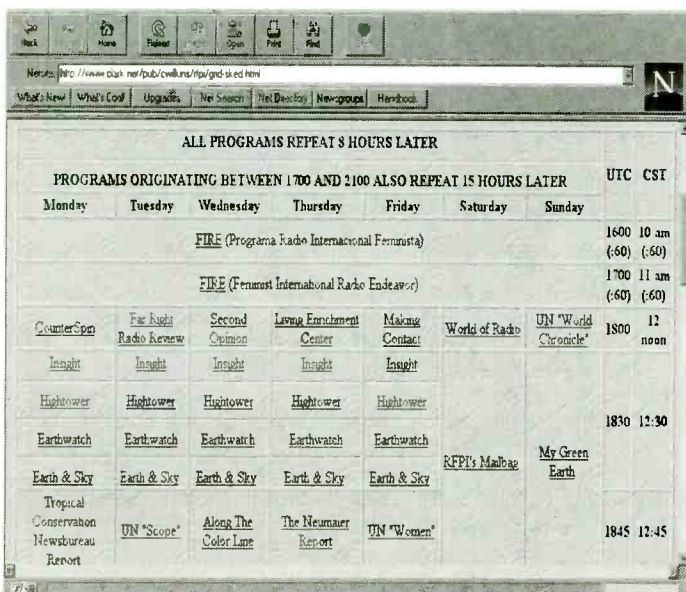 Back Home Reload Open Print Find
What's New! What's Cool! Upgrades Net Search Net Directory Newsgroups Handbook
N
ALL PROGRAMS REPEAT 8 HOURS LATER
PROGRAMS ORIGINATING BETWEEN 1700 AND 2100 ALSO REPEAT 15 HOURS LATER
UTC CST
Monday Tuesday Wednesday Thursday Friday Saturday Sunday
FIRE (Programa Radio Internacional Feminista)
1600 10 am
(:60) (:60)
FIRE (Feminist International Radio Endeavor)
1700 11 am
(:60) (:60)
CounterSpin
Far Right
Radio Review
Second
Opinion
Living Enrichment
Center
Making
Contact
World of Radio
UN "World
Chronicle"
1800
12
noon
Insight Insight Insight Insight Insight
Hightower Hightower Hightower Hightower Hightower
Earthwatch Earthwatch Earthwatch Earthwatch Earthwatch
Earth & Sky Earth & Sky Earth & Sky Earth & Sky Earth & Sky
RFPI's Mailbag
My Green
Earth
1830 12:30
Tropical
Conservation
Newsbureau
Report
UN "Scope"
Along The
Color Line
The Neumaier
Report
UN "Women"
1845 12:45